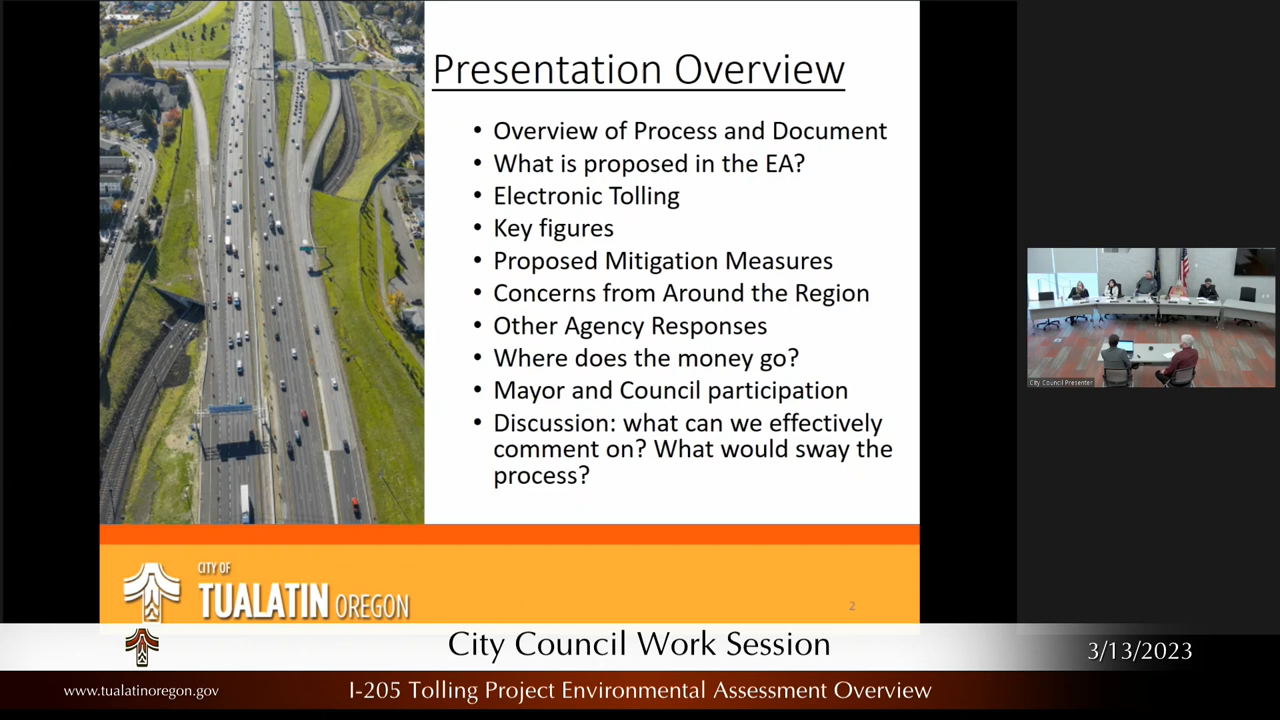 Presentation Overview
• Overview of Process and Document
• What is proposed in the EA?
• Electronic Tolling
• Key figures
• Proposed Mitigation Measures
• Concerns from Around the Region
• Other Agency Responses
• Where does the money go?
• Mayor and Council participation
• Discussion: what can we effectively
comment on? What would sway the
process?
CITY OF
TUALATIN OREGON
2
City Council Presenter
City Council Work Session
3/13/2023
www.tualatinoregon.gov
I-205 Tolling Project Environmental Assessment Overview